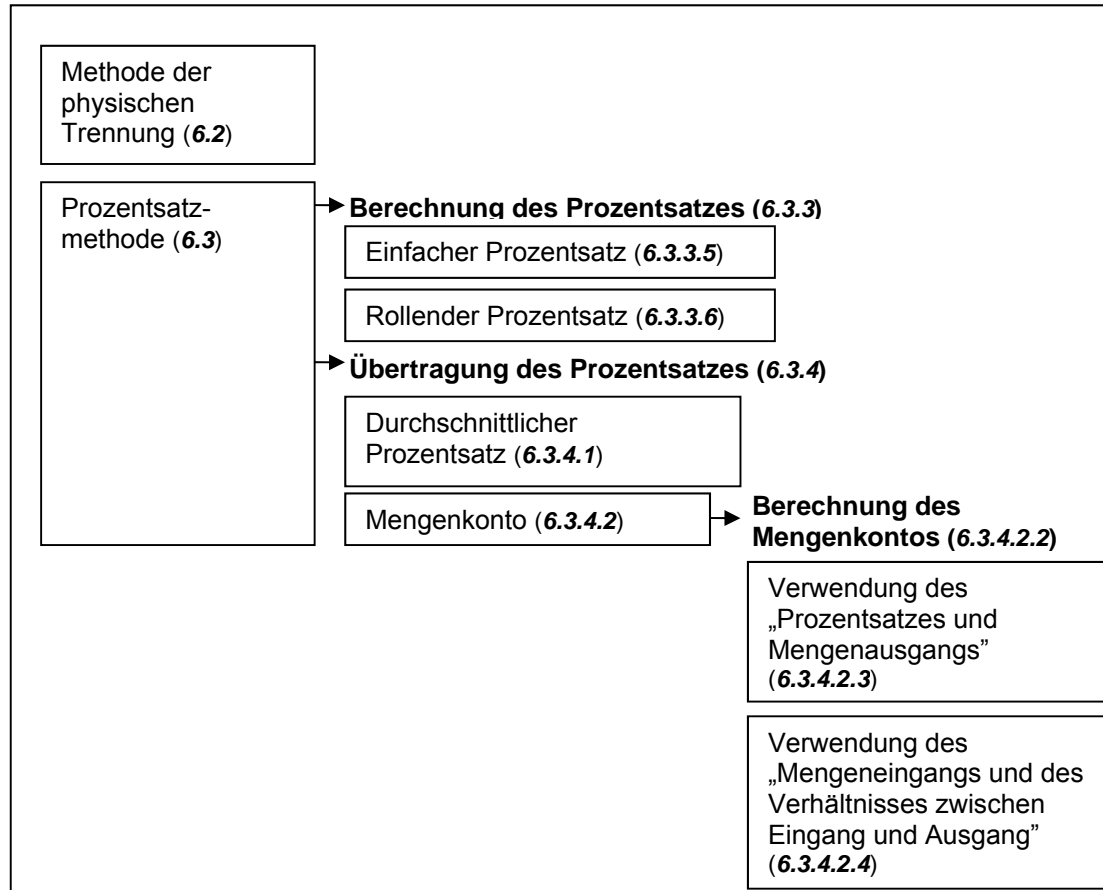 Methode der
physischen
Trennung (6.2)
Prozentsatz-
methode (6.3)
Berechnung des Prozentsatzes (6.3.3)
Einfacher Prozentsatz (6.3.3.5)
Rollender Prozentsatz (6.3.3.6)
Übertragung des Prozentsatzes (6.3.4)
Durchschnittlicher
Prozentsatz (6.3.4.1)
Mengenkonto (6.3.4.2)
Berechnung des
Mengenkontos (6.3.4.2.2)
Verwendung des
„Prozentsatzes und
Mengenausgangs”
(6.3.4.2.3)
Verwendung des
„Mengeneingangs und des
Verhältnisses zwischen
Eingang und Ausgang”
(6.3.4.2.4)